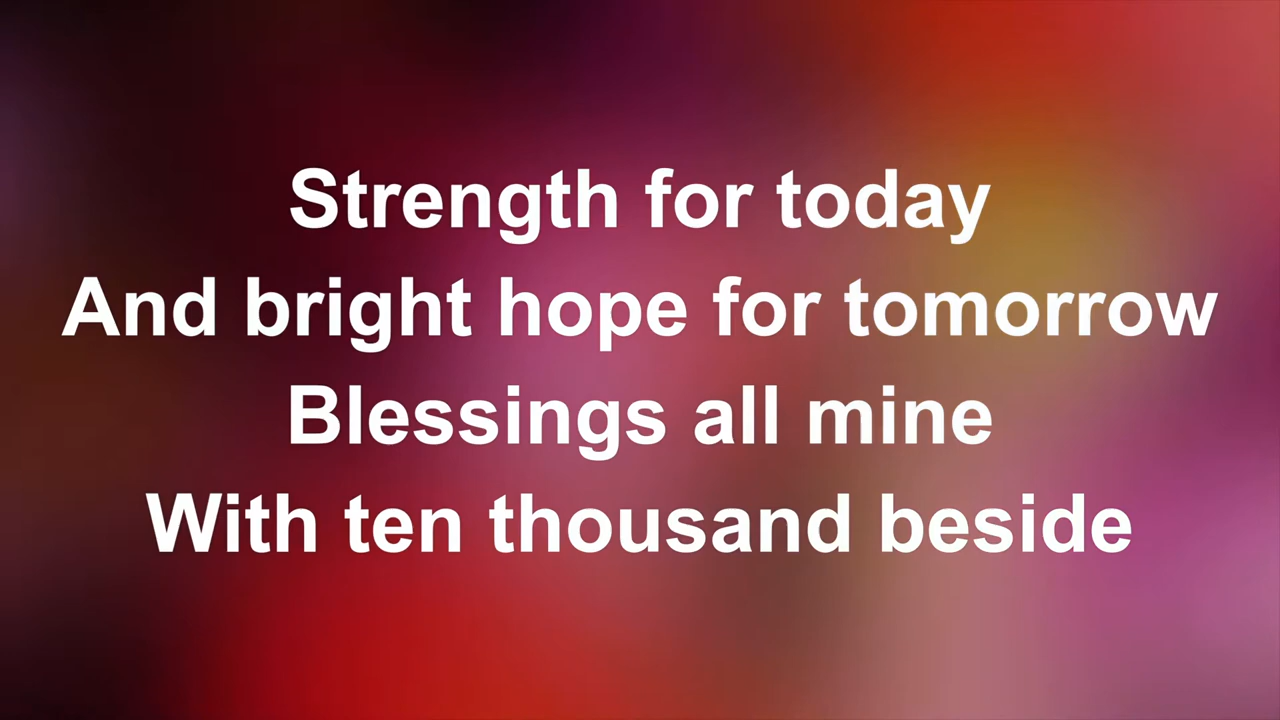 Strength for today
And bright hope for tomorrow
Blessings all mine
With ten thousand beside